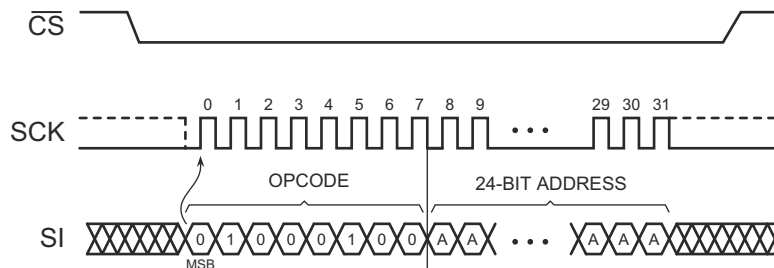 CS
0 1 2 3 4 5 6 7 8 9 29 30 31
SCK
OPCODE 24-BIT ADDRESS
SI 0 1 0 0 0 1 0 0 A A A A A
MSB